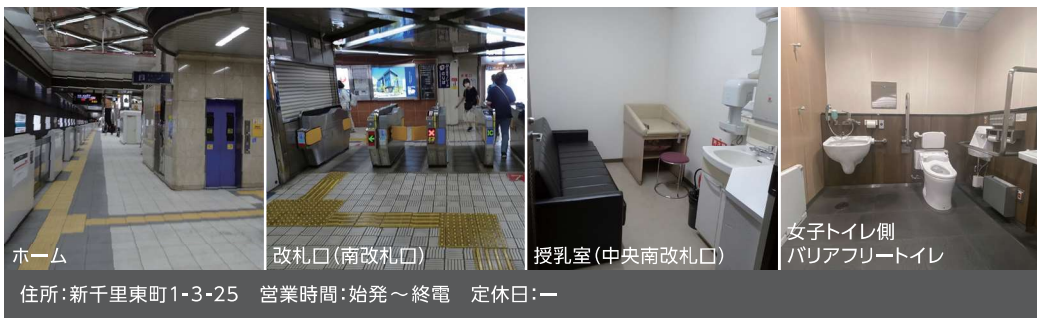 ホーム
改札口（南改札口）
授乳室（中央南改札口）
女子トイレ側
バリアフリートイレ
住所：新千里東町1-3-25　営業時間：始発～終電　定休日：ー